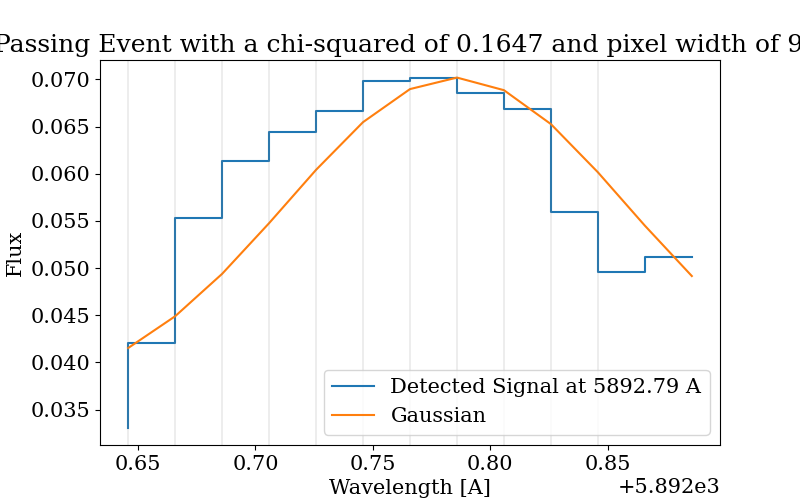 Passing Event with a chi-squared of 0.1647 and pixel width of 9
Flux
0.070
0.065
0.060
0.055
0.050
0.045
0.040
0.035
Detected Signal at 5892.79 A
Gaussian
0.65 0.70 0.75 0.80 0.85
Wavelength [A]
+5.892e3